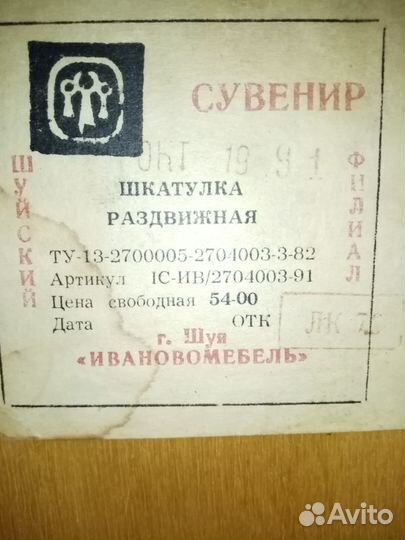 СУВЕНИР
ОКТ 1991
ШУЙСКИЙ
ФИЛИАЛ
ШКАТУЛКА
РАЗДВИЖНАЯ
ТУ-13-2700005-2704003-3-82
Артикул IС-ИВ/2704003-91
Цена свободная 54-00
Дата ОТК
г. Шуя
«ИВАНОВОМЕБЕЛЬ»
Avito